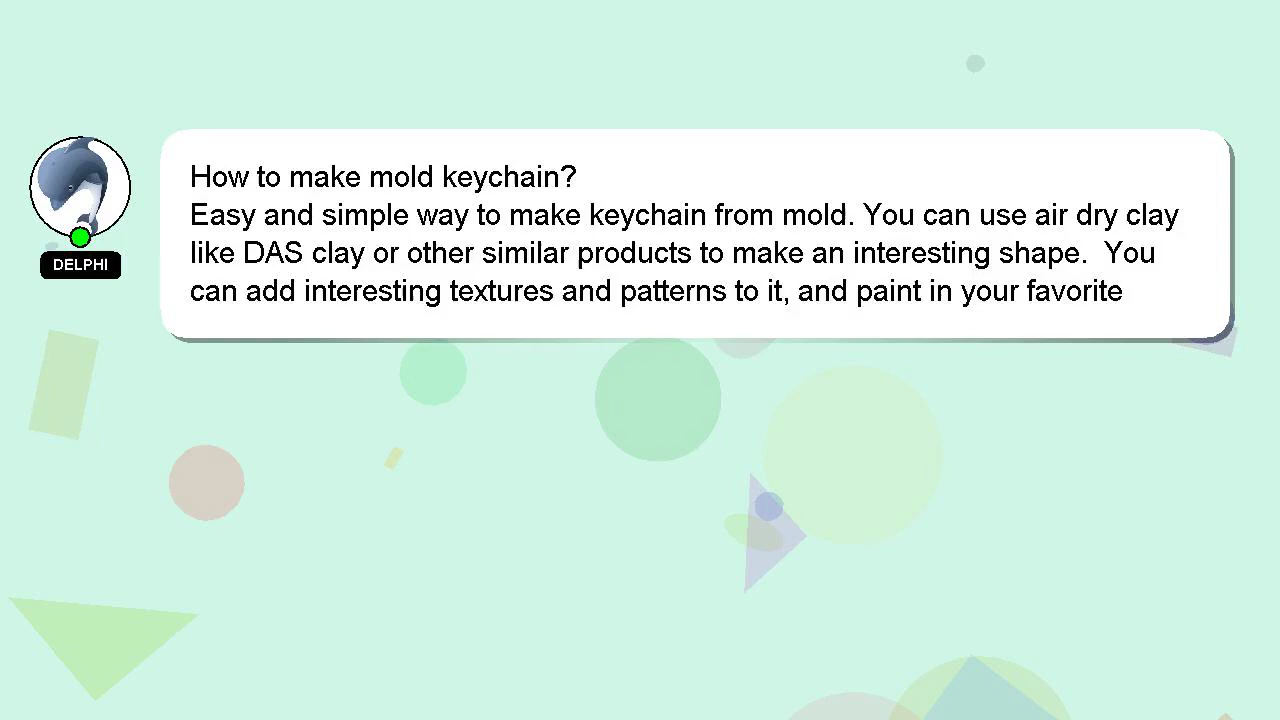 How to make mold keychain?
Easy and simple way to make keychain from mold. You can use air dry clay
like DAS clay or other similar products to make an interesting shape.  You
can add interesting textures and patterns to it, and paint in your favorite
DELPHI